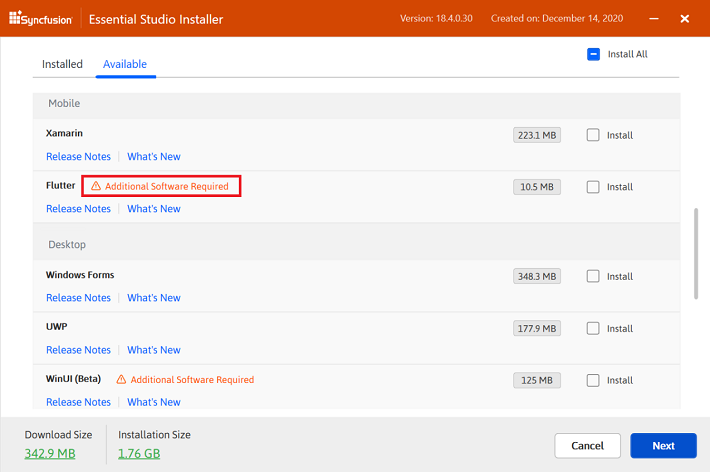 Syncfusion Essential Studio Installer Version: 18.4.0.30 Created on: December 14, 2020
Installed Available Install All
Mobile
Xamarin 223.1 MB Install
Release Notes What's New
Flutter Additional Software Required 10.5 MB Install
Release Notes What's New
Desktop
Windows Forms 348.3 MB Install
Release Notes What's New
UWP 177.9 MB Install
Release Notes What's New
WinUI (Beta) Additional Software Required 125 MB Install
Release Notes What's New
Download Size Installation Size
342.9 MB 1.76 GB Cancel Next